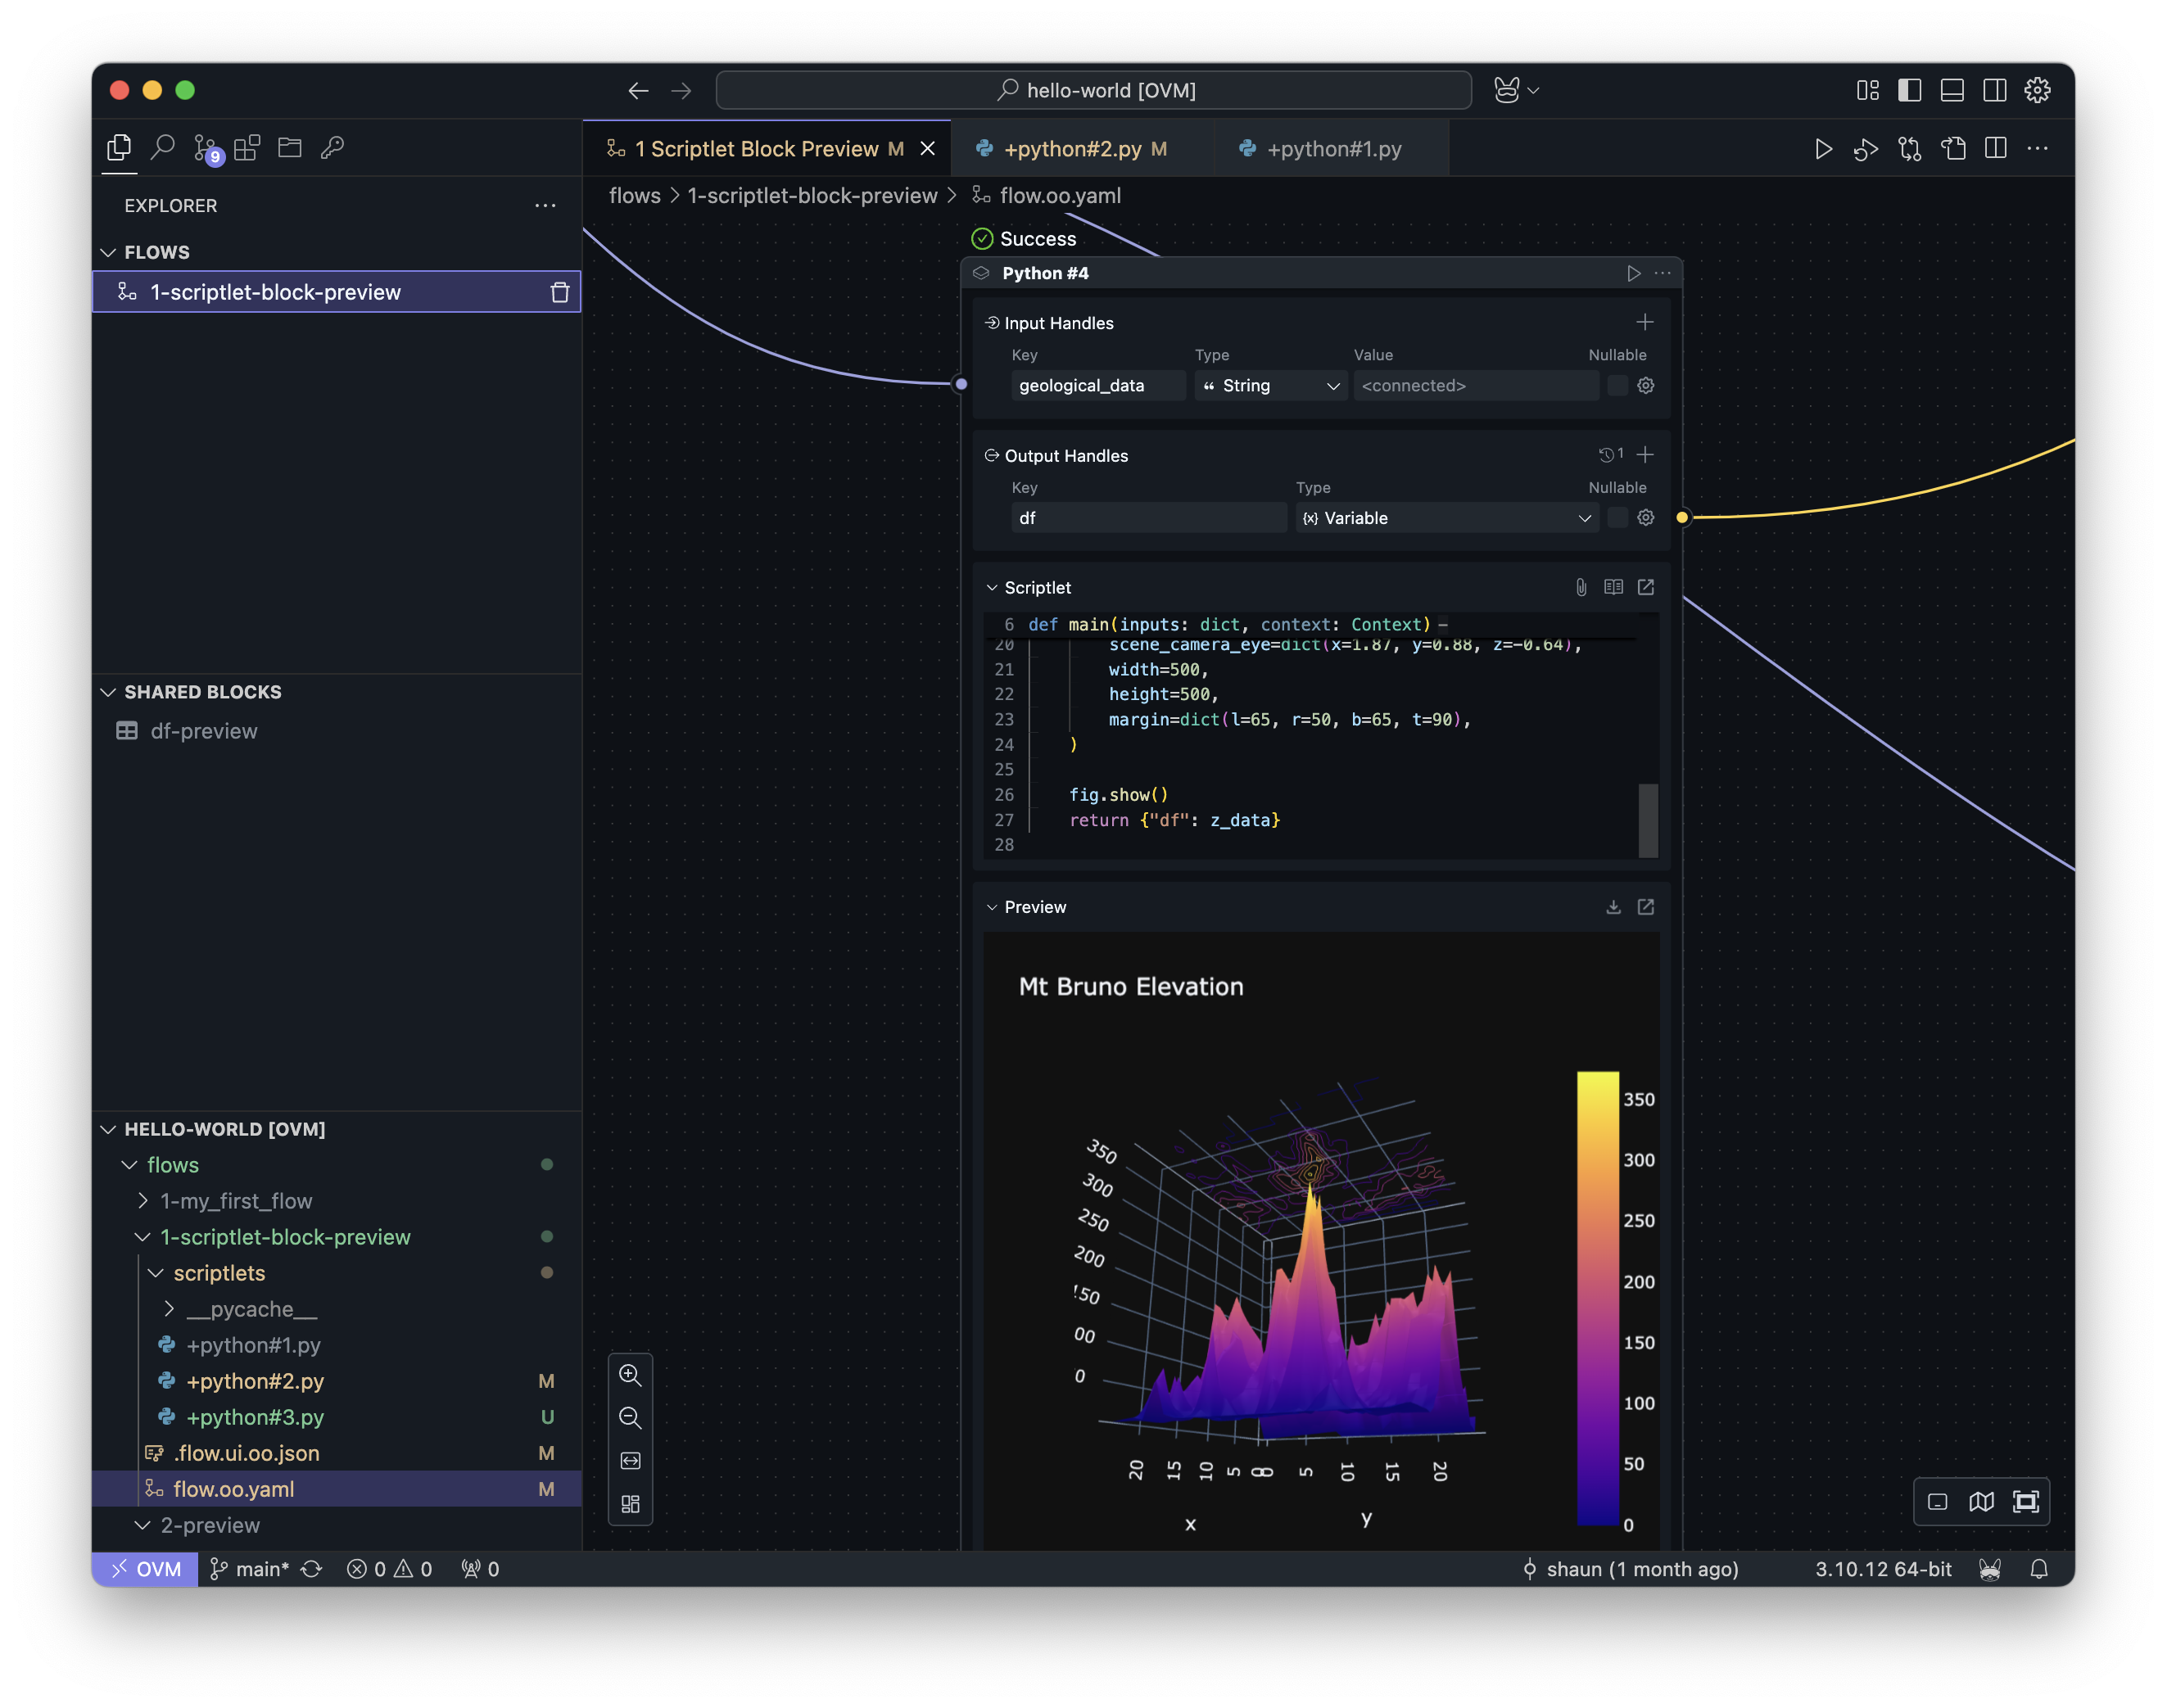 hello-world [OVM]
9
1 Scriptlet Block Preview M
+python#2.py M
+python#1.py
EXPLORER
flows > 1-scriptlet-block-preview > flow.oo.yaml
FLOWS
1-scriptlet-block-preview
SHARED BLOCKS
df-preview
HELLO-WORLD [OVM]
flows
1-my_first_flow
1-scriptlet-block-preview
scriptlets
__pycache__
+python#1.py
+python#2.py M
+python#3.py U
.flow.ui.oo.json M
flow.oo.yaml M
2-preview
Success
Python #4
Input Handles
Key Type Value Nullable
geological_data String <connected>
Output Handles 1
Key Type Nullable
df {x} Variable
Scriptlet
6 def main(inputs: dict, context: Context)
20 scene_camera_eye=dict(x=1.87, y=0.88, z=-0.64),
21 width=500,
22 height=500,
23 margin=dict(l=65, r=50, b=65, t=90),
24 )
25
26 fig.show()
27 return {"df": z_data}
28
Preview
Mt Bruno Elevation
350
300
250
200
150
100
50
0
350
300
250
200
150
00
0
20 15 10 5 0 0 5 10 15 20
x y
OVM main* 0 0 0 shaun (1 month ago) 3.10.12 64-bit